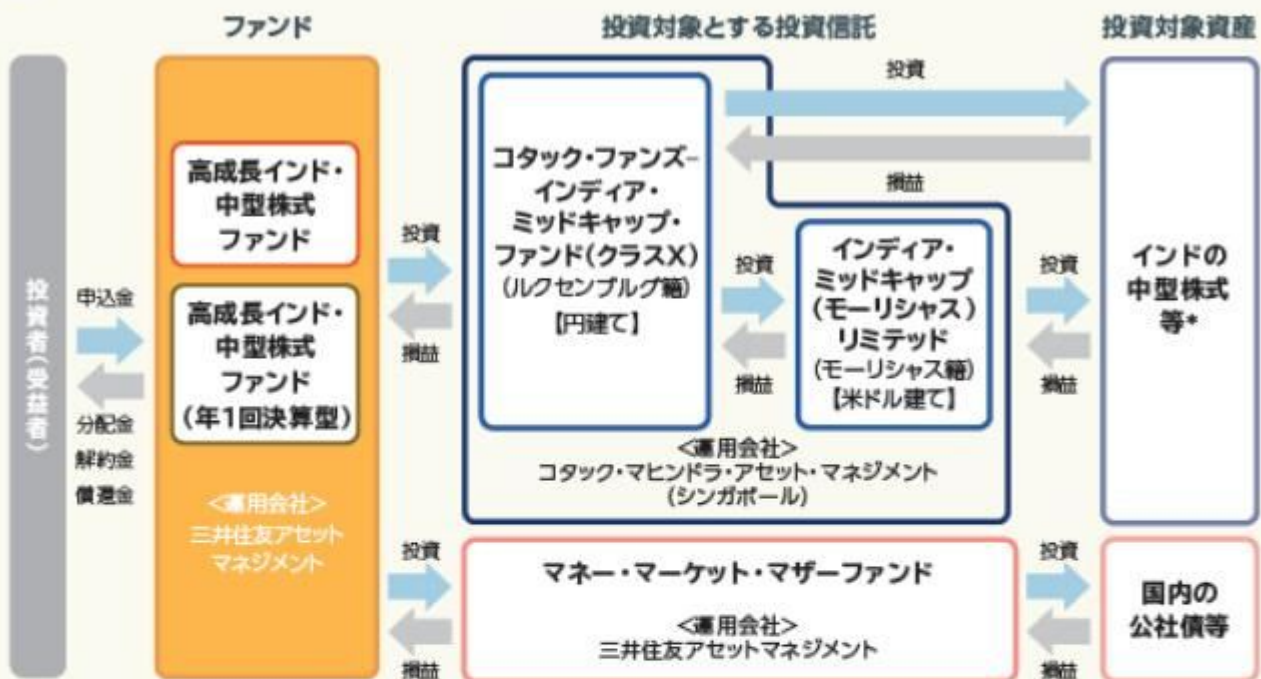 ファンド
投資対象とする投資信託
投資対象資産
投資者(受益者)
申込金
分配金
解約金
償還金
高成長インド・
中型株式
ファンド
高成長インド・
中型株式
ファンド
(年1回決算型)
<運用会社>
三井住友アセット
マネジメント
投資
損益
コタック・ファンズ−
インディア・
ミッドキャップ・
ファンド(クラスX)
(ルクセンブルグ籍)
【円建て】
投資
損益
投資
損益
インディア・
ミッドキャップ
(モーリシャス)
リミテッド
(モーリシャス籍)
【米ドル建て】
<運用会社>
コタック・マヒンドラ・アセット・マネジメント
(シンガポール)
投資
損益
インドの
中型株式
等*
投資
損益
マネー・マーケット・マザーファンド
<運用会社>
三井住友アセットマネジメント
投資
損益
国内の
公社債等